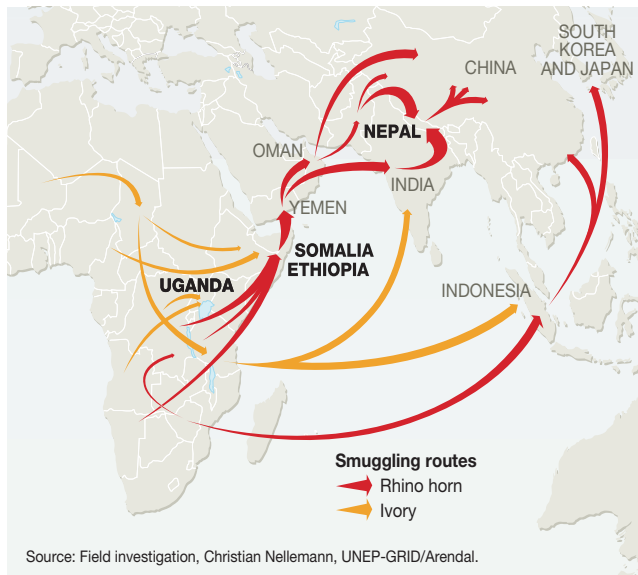 SOUTH
KOREA
AND JAPAN
CHINA
NEPAL
OMAN
INDIA
YEMEN
SOMALIA
ETHIOPIA
UGANDA
INDONESIA
Smuggling routes
Rhino horn
Ivory
Source: Field investigation, Christian Nellemann, UNEP-GRID/Arendal.